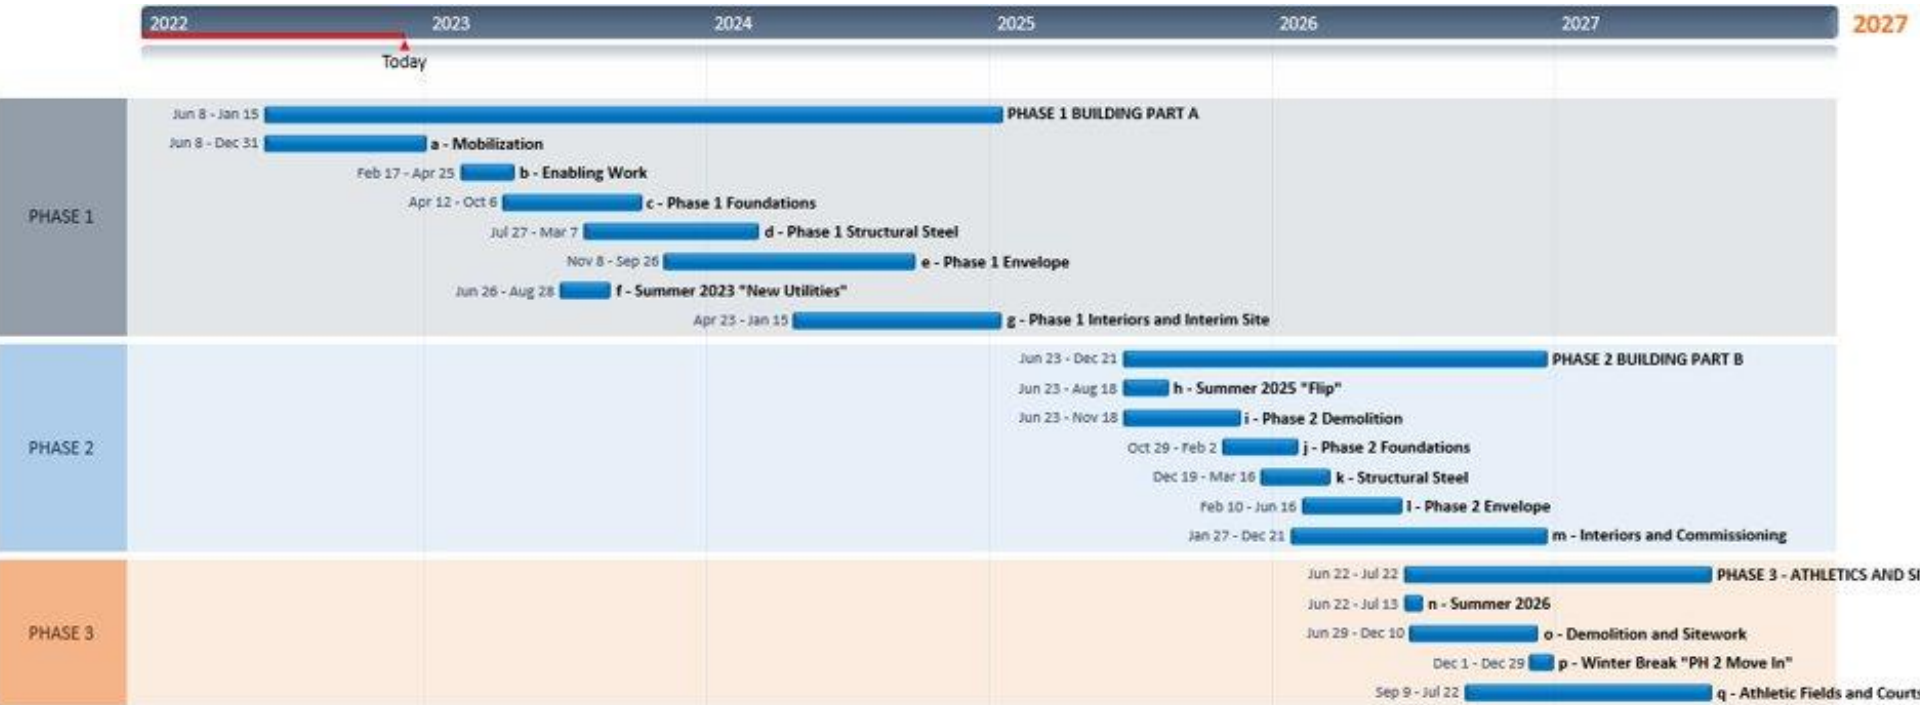 2022 2023 2024 2025 2026 2027 2027
Today
PHASE 1
Jun 8 - Jan 15 PHASE 1 BUILDING PART A
Jun 8 - Dec 31 a - Mobilization
Feb 17 - Apr 25 b - Enabling Work
Apr 12 - Oct 6 c - Phase 1 Foundations
Jul 27 - Mar 7 d - Phase 1 Structural Steel
Nov 8 - Sep 26 e - Phase 1 Envelope
Jun 26 - Aug 28 f - Summer 2023 "New Utilities"
Apr 23 - Jan 15 g - Phase 1 Interiors and Interim Site
PHASE 2
Jun 23 - Dec 21 PHASE 2 BUILDING PART B
Jun 23 - Aug 18 h - Summer 2025 "Flip"
Jun 23 - Nov 18 i - Phase 2 Demolition
Oct 29 - Feb 2 j - Phase 2 Foundations
Dec 19 - Mar 16 k - Structural Steel
Feb 10 - Jun 16 l - Phase 2 Envelope
Jan 27 - Dec 21 m - Interiors and Commissioning
PHASE 3
Jun 22 - Jul 22 PHASE 3 - ATHLETICS AND
Jun 22 - Jul 13 n - Summer 2026
Jun 29 - Dec 10 o - Demolition and Sitework
Dec 1 - Dec 29 p - Winter Break "PH 2 Move In"
Sep 9 - Jul 22 q - Athletic Fields and Courts